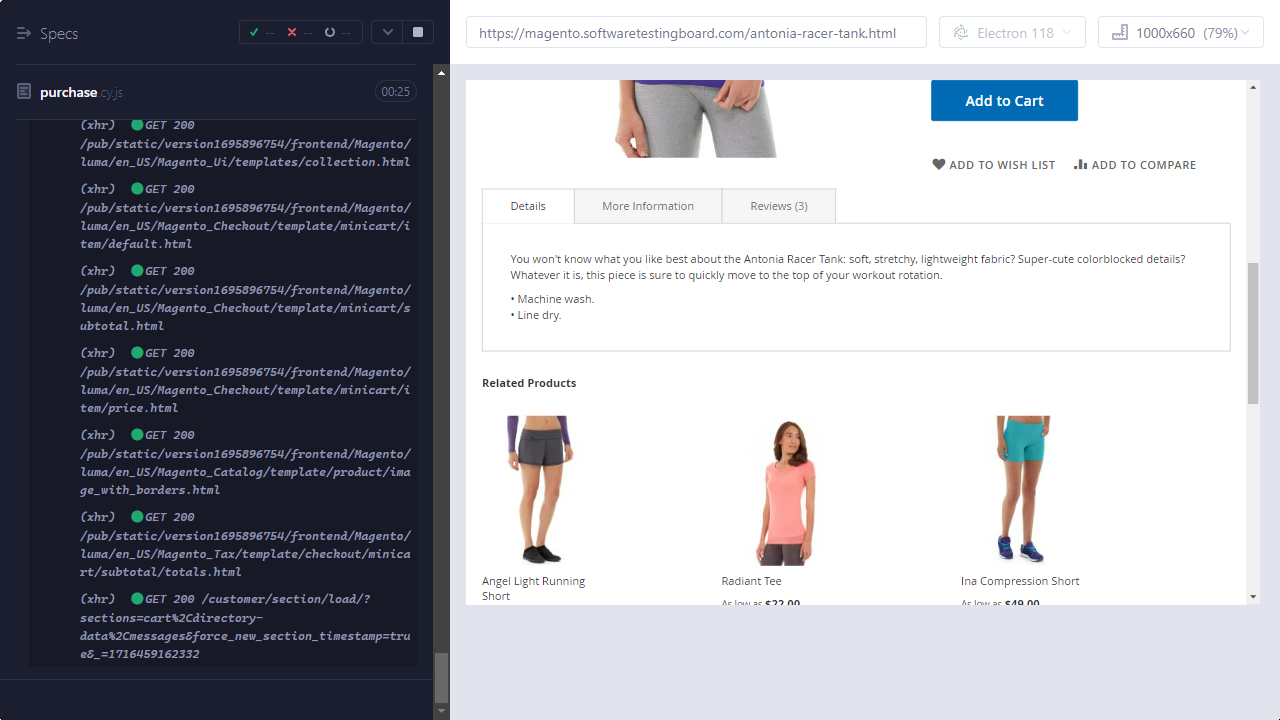 Specs
-- -- --
purchase.cy.js
00:25
(xhr) GET 200
/pub/static/version1695896754/frontend/Magento/
luma/en_US/Magento_Ui/templates/collection.html
(xhr) GET 200
/pub/static/version1695896754/frontend/Magento/
luma/en_US/Magento_Checkout/template/minicart/i
tem/default.html
(xhr) GET 200
/pub/static/version1695896754/frontend/Magento/
luma/en_US/Magento_Checkout/template/minicart/s
ubtotal.html
(xhr) GET 200
/pub/static/version1695896754/frontend/Magento/
luma/en_US/Magento_Checkout/template/minicart/i
tem/price.html
(xhr) GET 200
/pub/static/version1695896754/frontend/Magento/
luma/en_US/Magento_Catalog/template/product/ima
ge_with_borders.html
(xhr) GET 200
/pub/static/version1695896754/frontend/Magento/
luma/en_US/Magento_Tax/template/checkout/minica
rt/subtotal/totals.html
(xhr) GET 200 /customer/section/load/?
sections=cart%2Cdirectory-
data%2Cmessages&force_new_section_timestamp=tru
e&_=1716459162332
https://magento.softwaretestingboard.com/antonia-racer-tank.html
Electron 118
1000x660 (79%)
Add to Cart
ADD TO WISH LIST
ADD TO COMPARE
Details
More Information
Reviews (3)
You won't know what you like best about the Antonia Racer Tank: soft, stretchy, lightweight fabric? Super-cute colorblocked details?
Whatever it is, this piece is sure to quickly move to the top of your workout rotation.
• Machine wash.
• Line dry.
Related Products
Angel Light Running
Short
Radiant Tee
As low as $22.00
Ina Compression Short
As low as $49.00